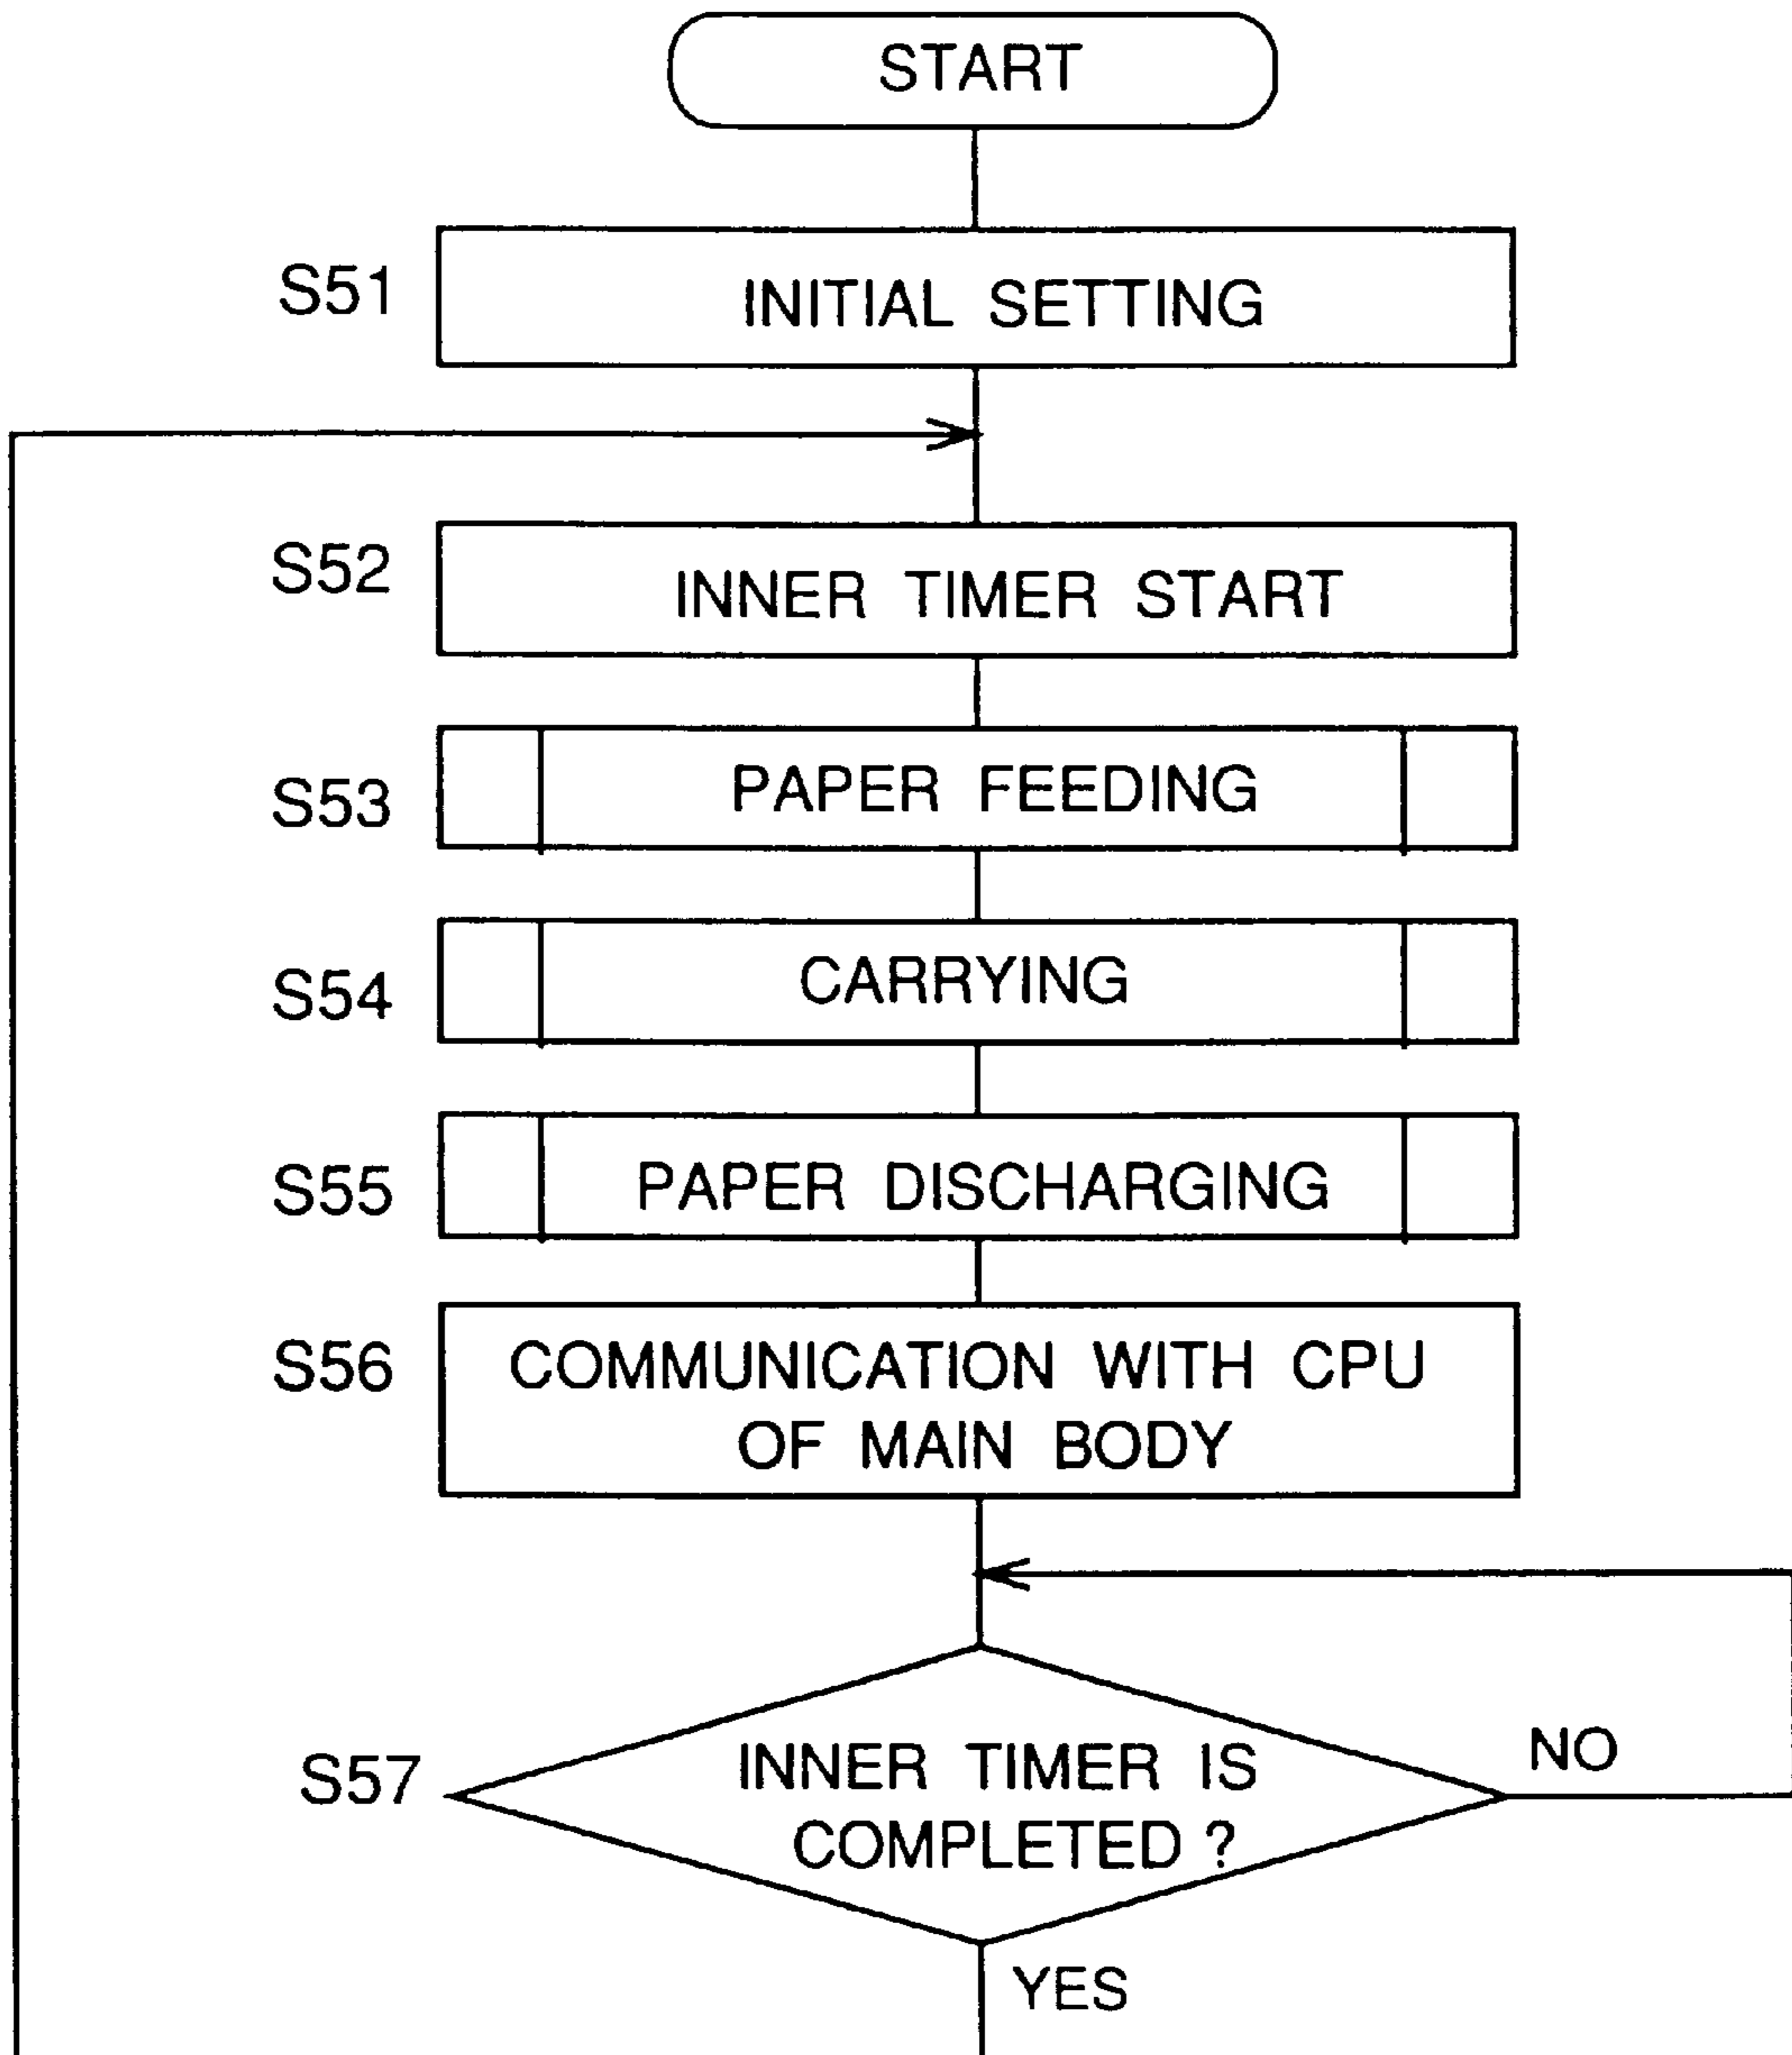 START
S51
INITIAL SETTING
S52
INNER TIMER START
S53
PAPER FEEDING
S54
CARRYING
S55
PAPER DISCHARGING
S56
COMMUNICATION WITH CPU
OF MAIN BODY
S57
INNER TIMER IS
COMPLETED ?
NO
YES